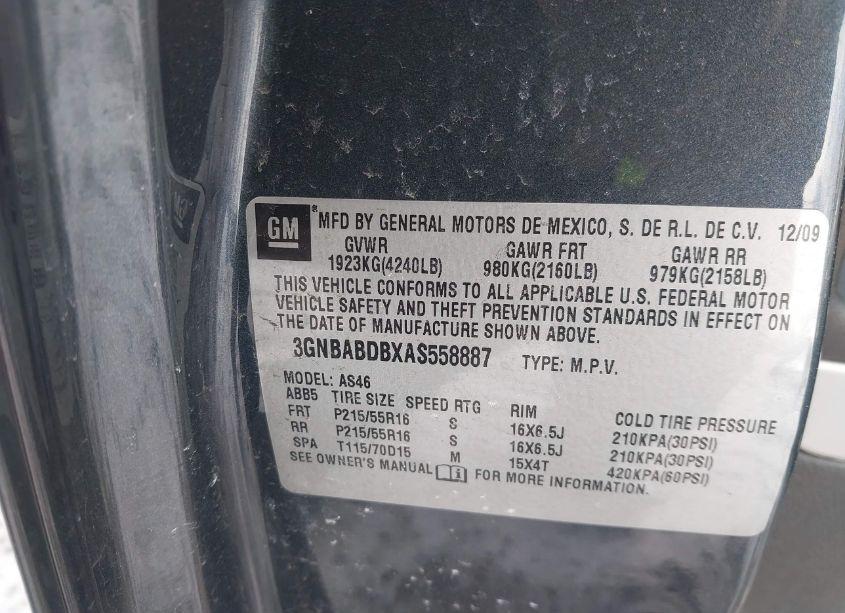 GM ® MFD BY GENERAL MOTORS DE MEXICO, S. DE R.L. DE C.V. 12/09
GVWR GAWR FRT GAWR RR
1923KG(4240LB) 980KG(2160LB) 979KG(2158LB)
THIS VEHICLE CONFORMS TO ALL APPLICABLE U.S. FEDERAL MOTOR
VEHICLE SAFETY AND THEFT PREVENTION STANDARDS IN EFFECT ON
THE DATE OF MANUFACTURE SHOWN ABOVE.
3GNBABDBXAS558887 TYPE: M.P.V.
MODEL: AS46
ABB5 TIRE SIZE SPEED RTG RIM COLD TIRE PRESSURE
FRT P215/55R16 S 16X6.5J 210KPA(30PSI)
RR P215/55R16 S 16X6.5J 210KPA(30PSI)
SPA T115/70D15 M 15X4T 420KPA(60PSI)
SEE OWNER'S MANUAL FOR MORE INFORMATION.